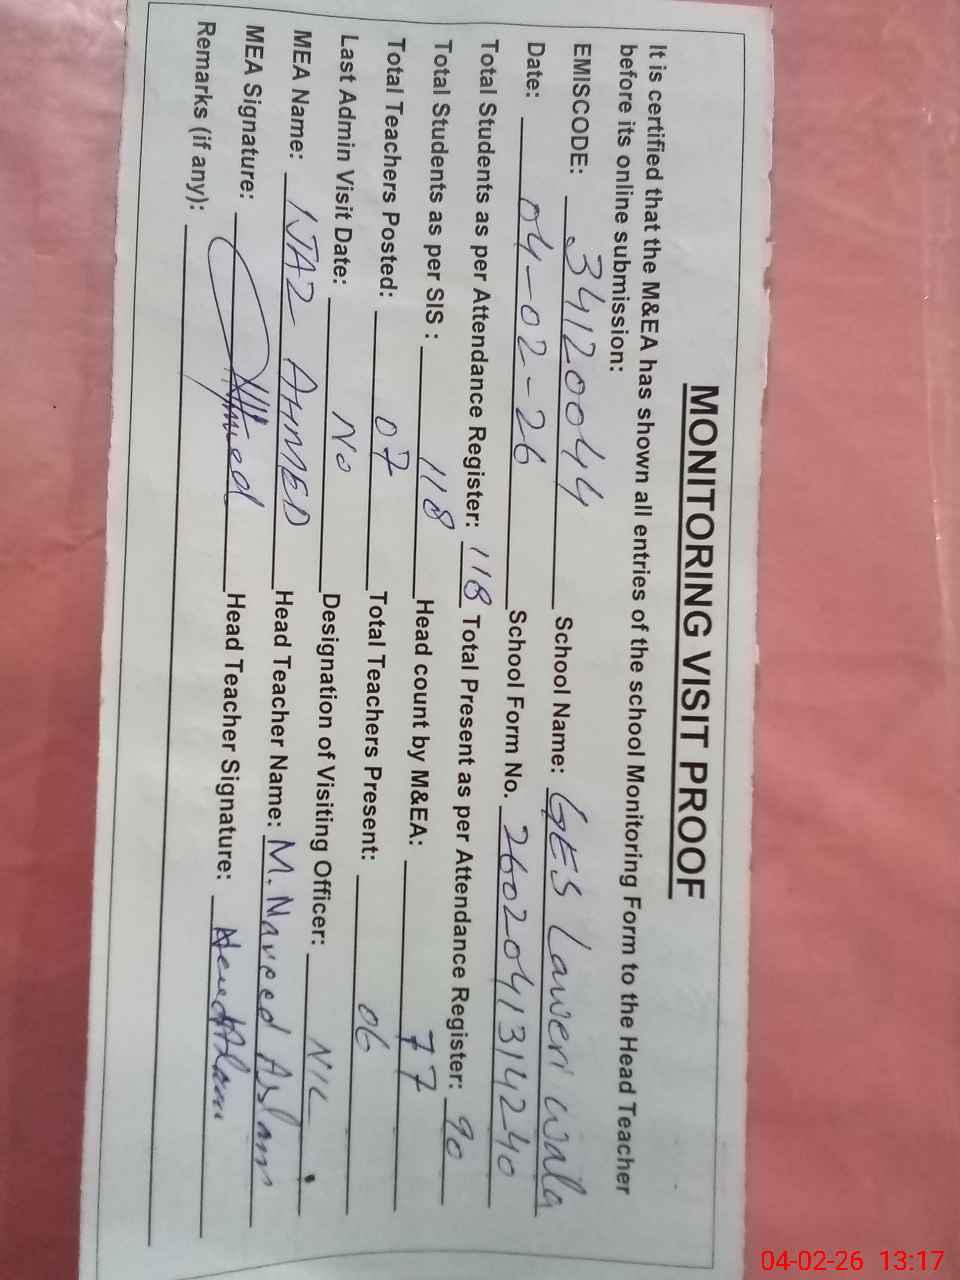 MONITORING VISIT PROOF
It is certified that the M&EA has shown all entries of the school Monitoring Form to the Head Teacher
before its online submission:
EMISCODE: 34120044 School Name: GES Laweri Wala
Date: 04-02-26 School Form No. 2602041314240
Total Students as per Attendance Register: 118 Total Present as per Attendance Register: 90
Total Students as per SIS : 118 Head count by M&EA: 77
Total Teachers Posted: 07 Total Teachers Present: 06
Last Admin Visit Date: No Designation of Visiting Officer: NIL
MEA Name: IJAZ AHMED Head Teacher Name: M. Naveed Aslam
MEA Signature: Ahmed Head Teacher Signature:
Remarks (if any):
04-02-26 13:17